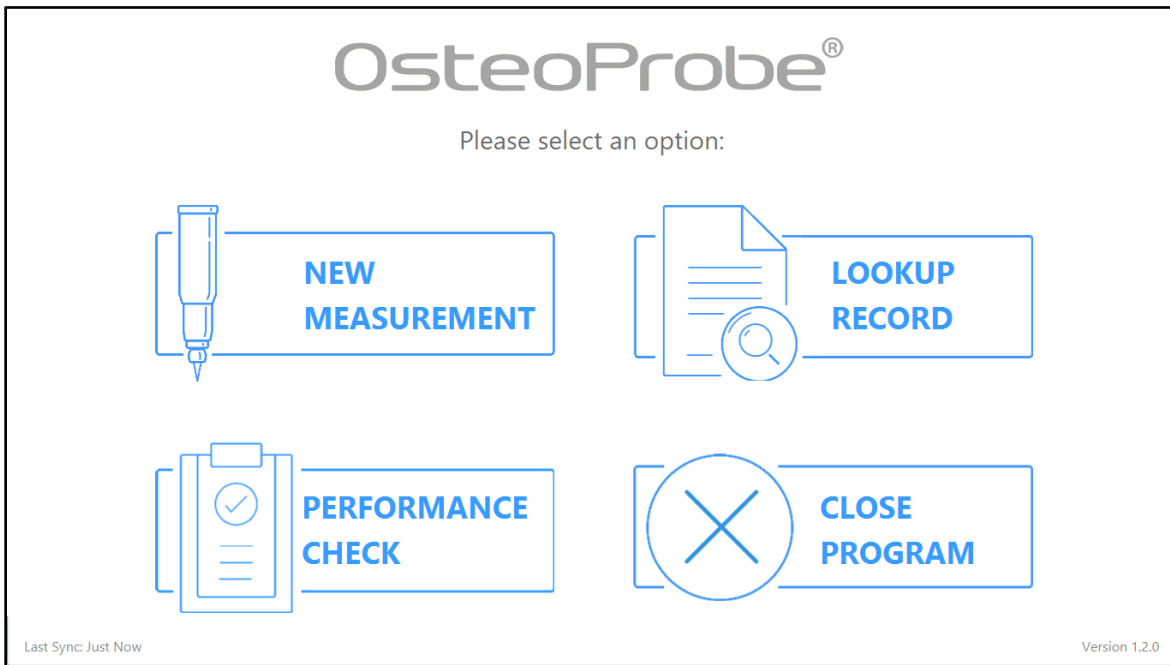 OsteoProbe®
Please select an option:
NEW
MEASUREMENT
LOOKUP
RECORD
PERFORMANCE
CHECK
CLOSE
PROGRAM
Last Sync: Just Now
Version 1.2.0